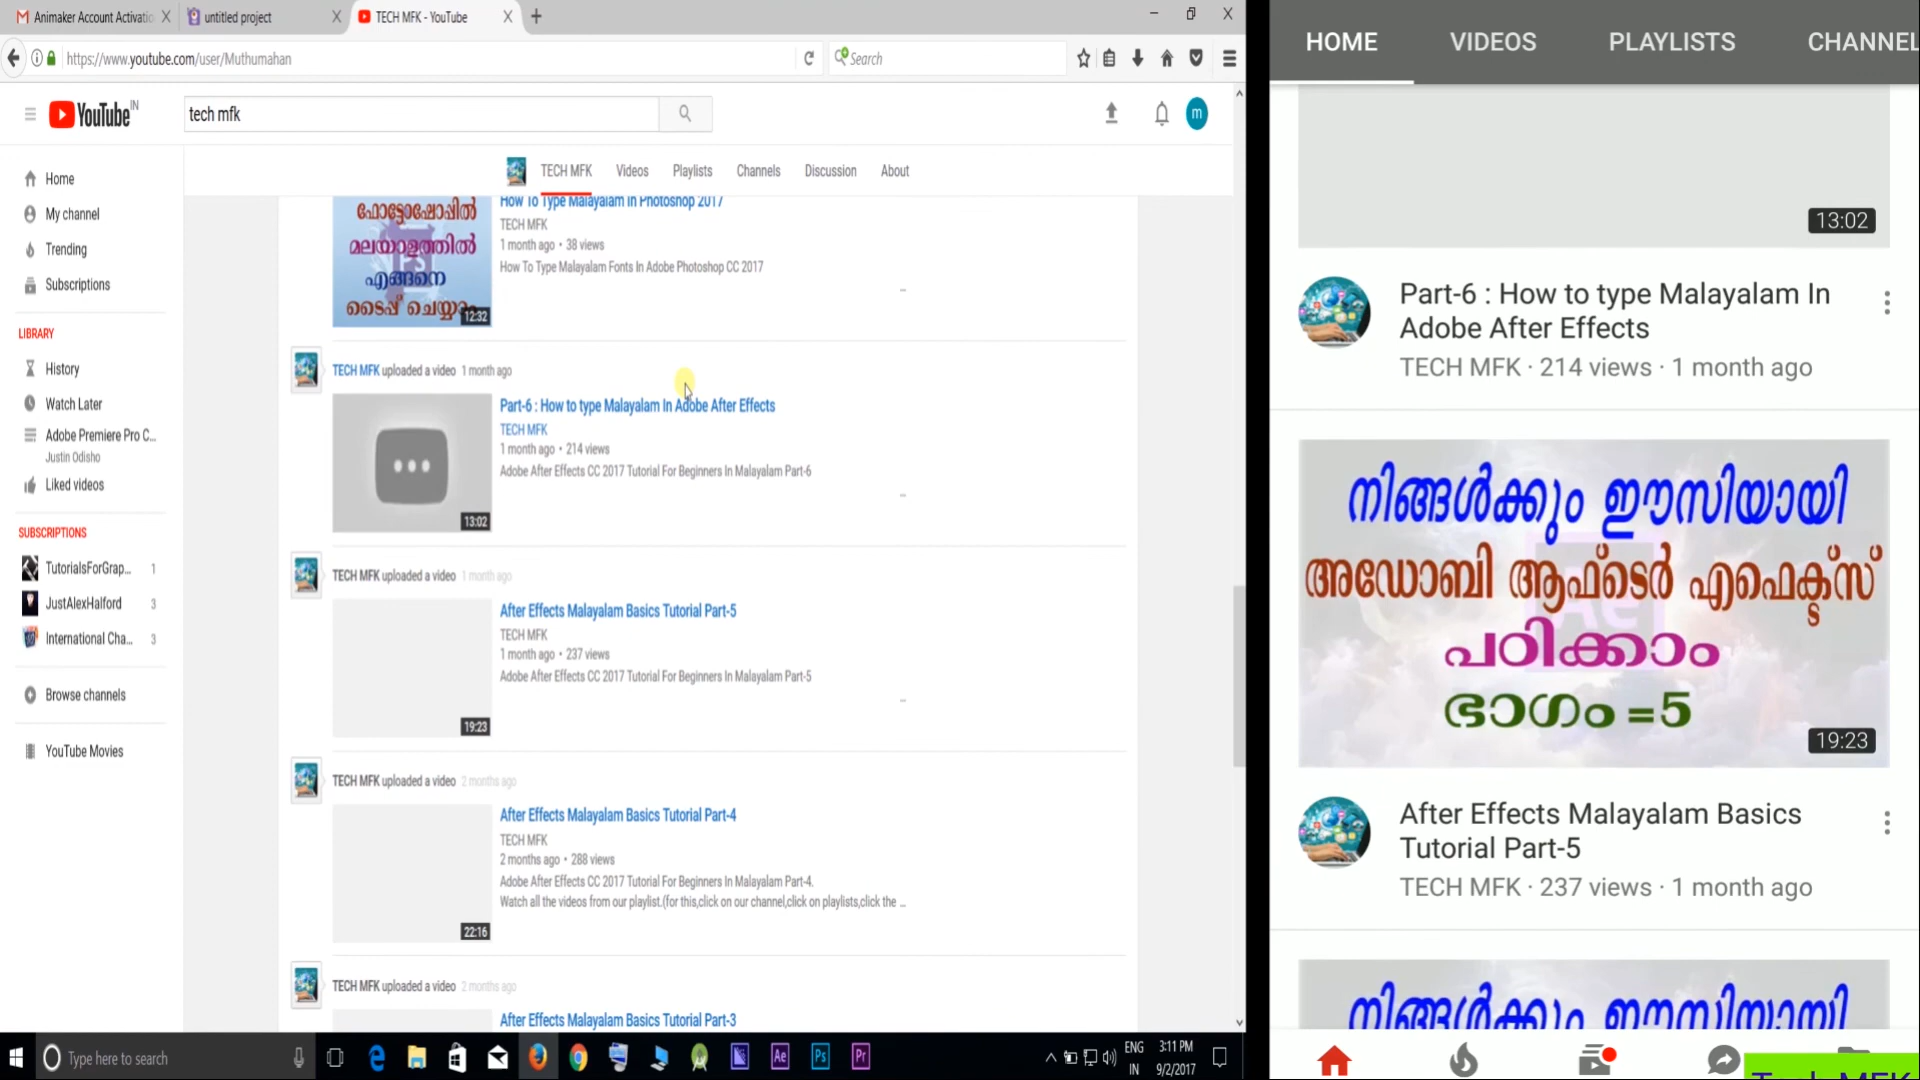 Animaker Account Activatio
untitled project
TECH MFK - YouTube
https://www.youtube.com/user/Muthumahan
Search
YouTube IN
tech mfk
m
TECH MFK Videos Playlists Channels Discussion About
Home
My channel
Trending
Subscriptions
LIBRARY
History
Watch Later
Adobe Premiere Pro C...
Justin Odisho
Liked videos
SUBSCRIPTIONS
TutorialsForGrap... 1
JustAlexHalford 3
International Cha... 3
Browse channels
YouTube Movies
ഫോട്ടോഷോപ്പിൽ
മലയാളത്തിൽ
എങ്ങനെ
ടൈപ്പ് ചെയ്യാം
12:32
How To Type Malayalam In Photoshop 2017
TECH MFK
1 month ago • 38 views
How To Type Malayalam Fonts In Adobe Photoshop CC 2017
TECH MFK uploaded a video 1 month ago
13:02
Part-6 : How to type Malayalam In Adobe After Effects
TECH MFK
1 month ago • 214 views
Adobe After Effects CC 2017 Tutorial For Beginners In Malayalam Part-6
TECH MFK uploaded a video 1 month ago
19:23
After Effects Malayalam Basics Tutorial Part-5
TECH MFK
1 month ago • 237 views
Adobe After Effects CC 2017 Tutorial For Beginners In Malayalam Part-5
TECH MFK uploaded a video 2 months ago
22:16
After Effects Malayalam Basics Tutorial Part-4
TECH MFK
2 months ago • 288 views
Adobe After Effects CC 2017 Tutorial For Beginners In Malayalam Part-4.
Watch all the videos from our playlist.(for this,click on our channel,click on playlists,click the ...
TECH MFK uploaded a video 2 months ago
After Effects Malayalam Basics Tutorial Part-3
Type here to search
Ae Ps Pr
ENG
IN
3:11 PM
9/2/2017
HOME VIDEOS PLAYLISTS CHANNEL
13:02
Part-6 : How to type Malayalam In
Adobe After Effects
TECH MFK · 214 views · 1 month ago
നിങ്ങൾക്കും ഈസിയായി
അഡോബി ആഫ്ടെർ എഫെക്ട്സ്
പഠിക്കാം
ഭാഗം =5
19:23
After Effects Malayalam Basics
Tutorial Part-5
TECH MFK · 237 views · 1 month ago
നിങ്ങൾക്കും ഈസിയായി
Tech MFK